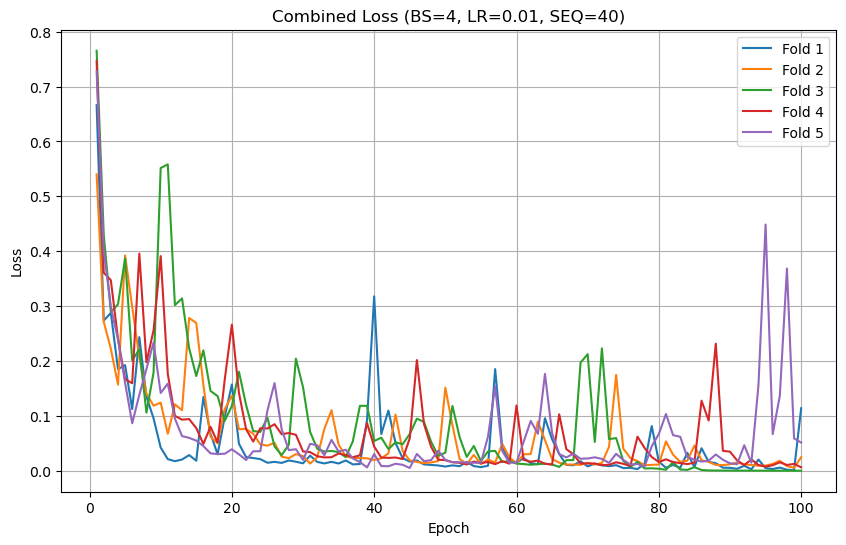 Combined Loss (BS=4, LR=0.01, SEQ=40)
Fold 1
Fold 2
Fold 3
Fold 4
Fold 5
Loss
0.8
0.7
0.6
0.5
0.4
0.3
0.2
0.1
0.0
0 20 40 60 80 100
Epoch